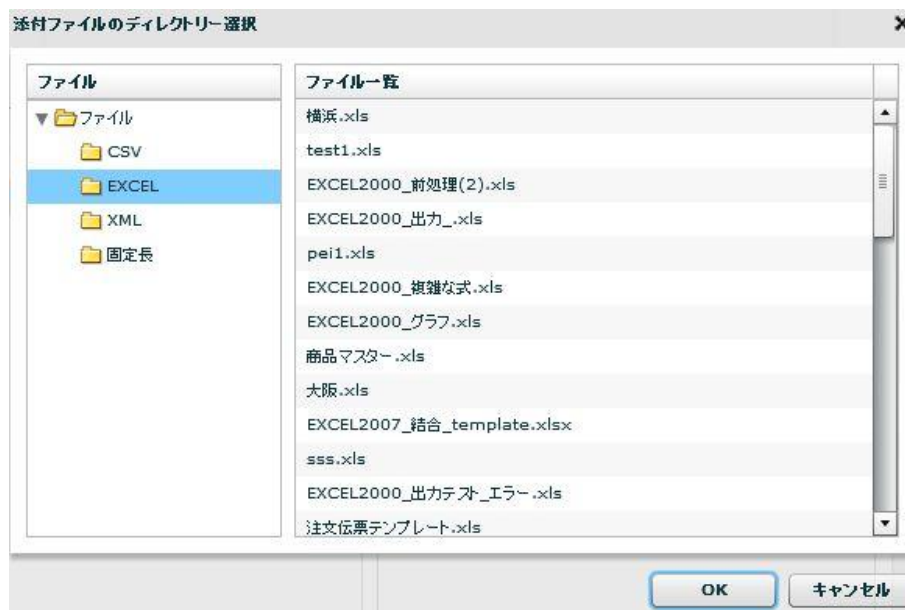 添付ファイルのディレクトリー選択
ファイル
ファイル一覧
ファイル
CSV
EXCEL
XML
固定長
横浜.xls
test1.xls
EXCEL2000_前処理(2).xls
EXCEL2000_出力_.xls
pei1.xls
EXCEL2000_複雑な式.xls
EXCEL2000_グラフ.xls
商品マスター.xls
大阪.xls
EXCEL2007_結合_template.xlsx
sss.xls
EXCEL2000_出力テスト_エラー.xls
注文伝票テンプレート.xls
OK
キャンセル